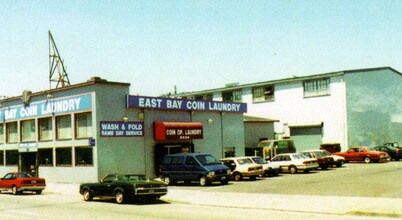 BAY COIN LAUNDRY
EAST BAY COIN LAUNDRY
WASH & FOLD
SAME DAY SERVICE
COIN OP. LAUNDRY